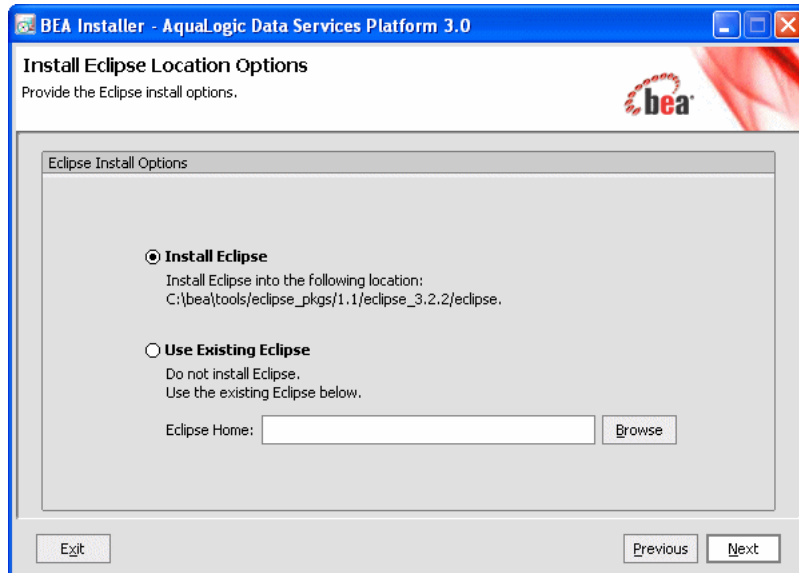 BEA Installer - AquaLogic Data Services Platform 3.0
Install Eclipse Location Options
Provide the Eclipse install options.
bea
Eclipse Install Options
Install Eclipse
Install Eclipse into the following location:
C:\bea\tools/eclipse_pkgs/1.1/eclipse_3.2.2/eclipse.
Use Existing Eclipse
Do not install Eclipse.
Use the existing Eclipse below.
Eclipse Home: Browse
Exit Previous Next